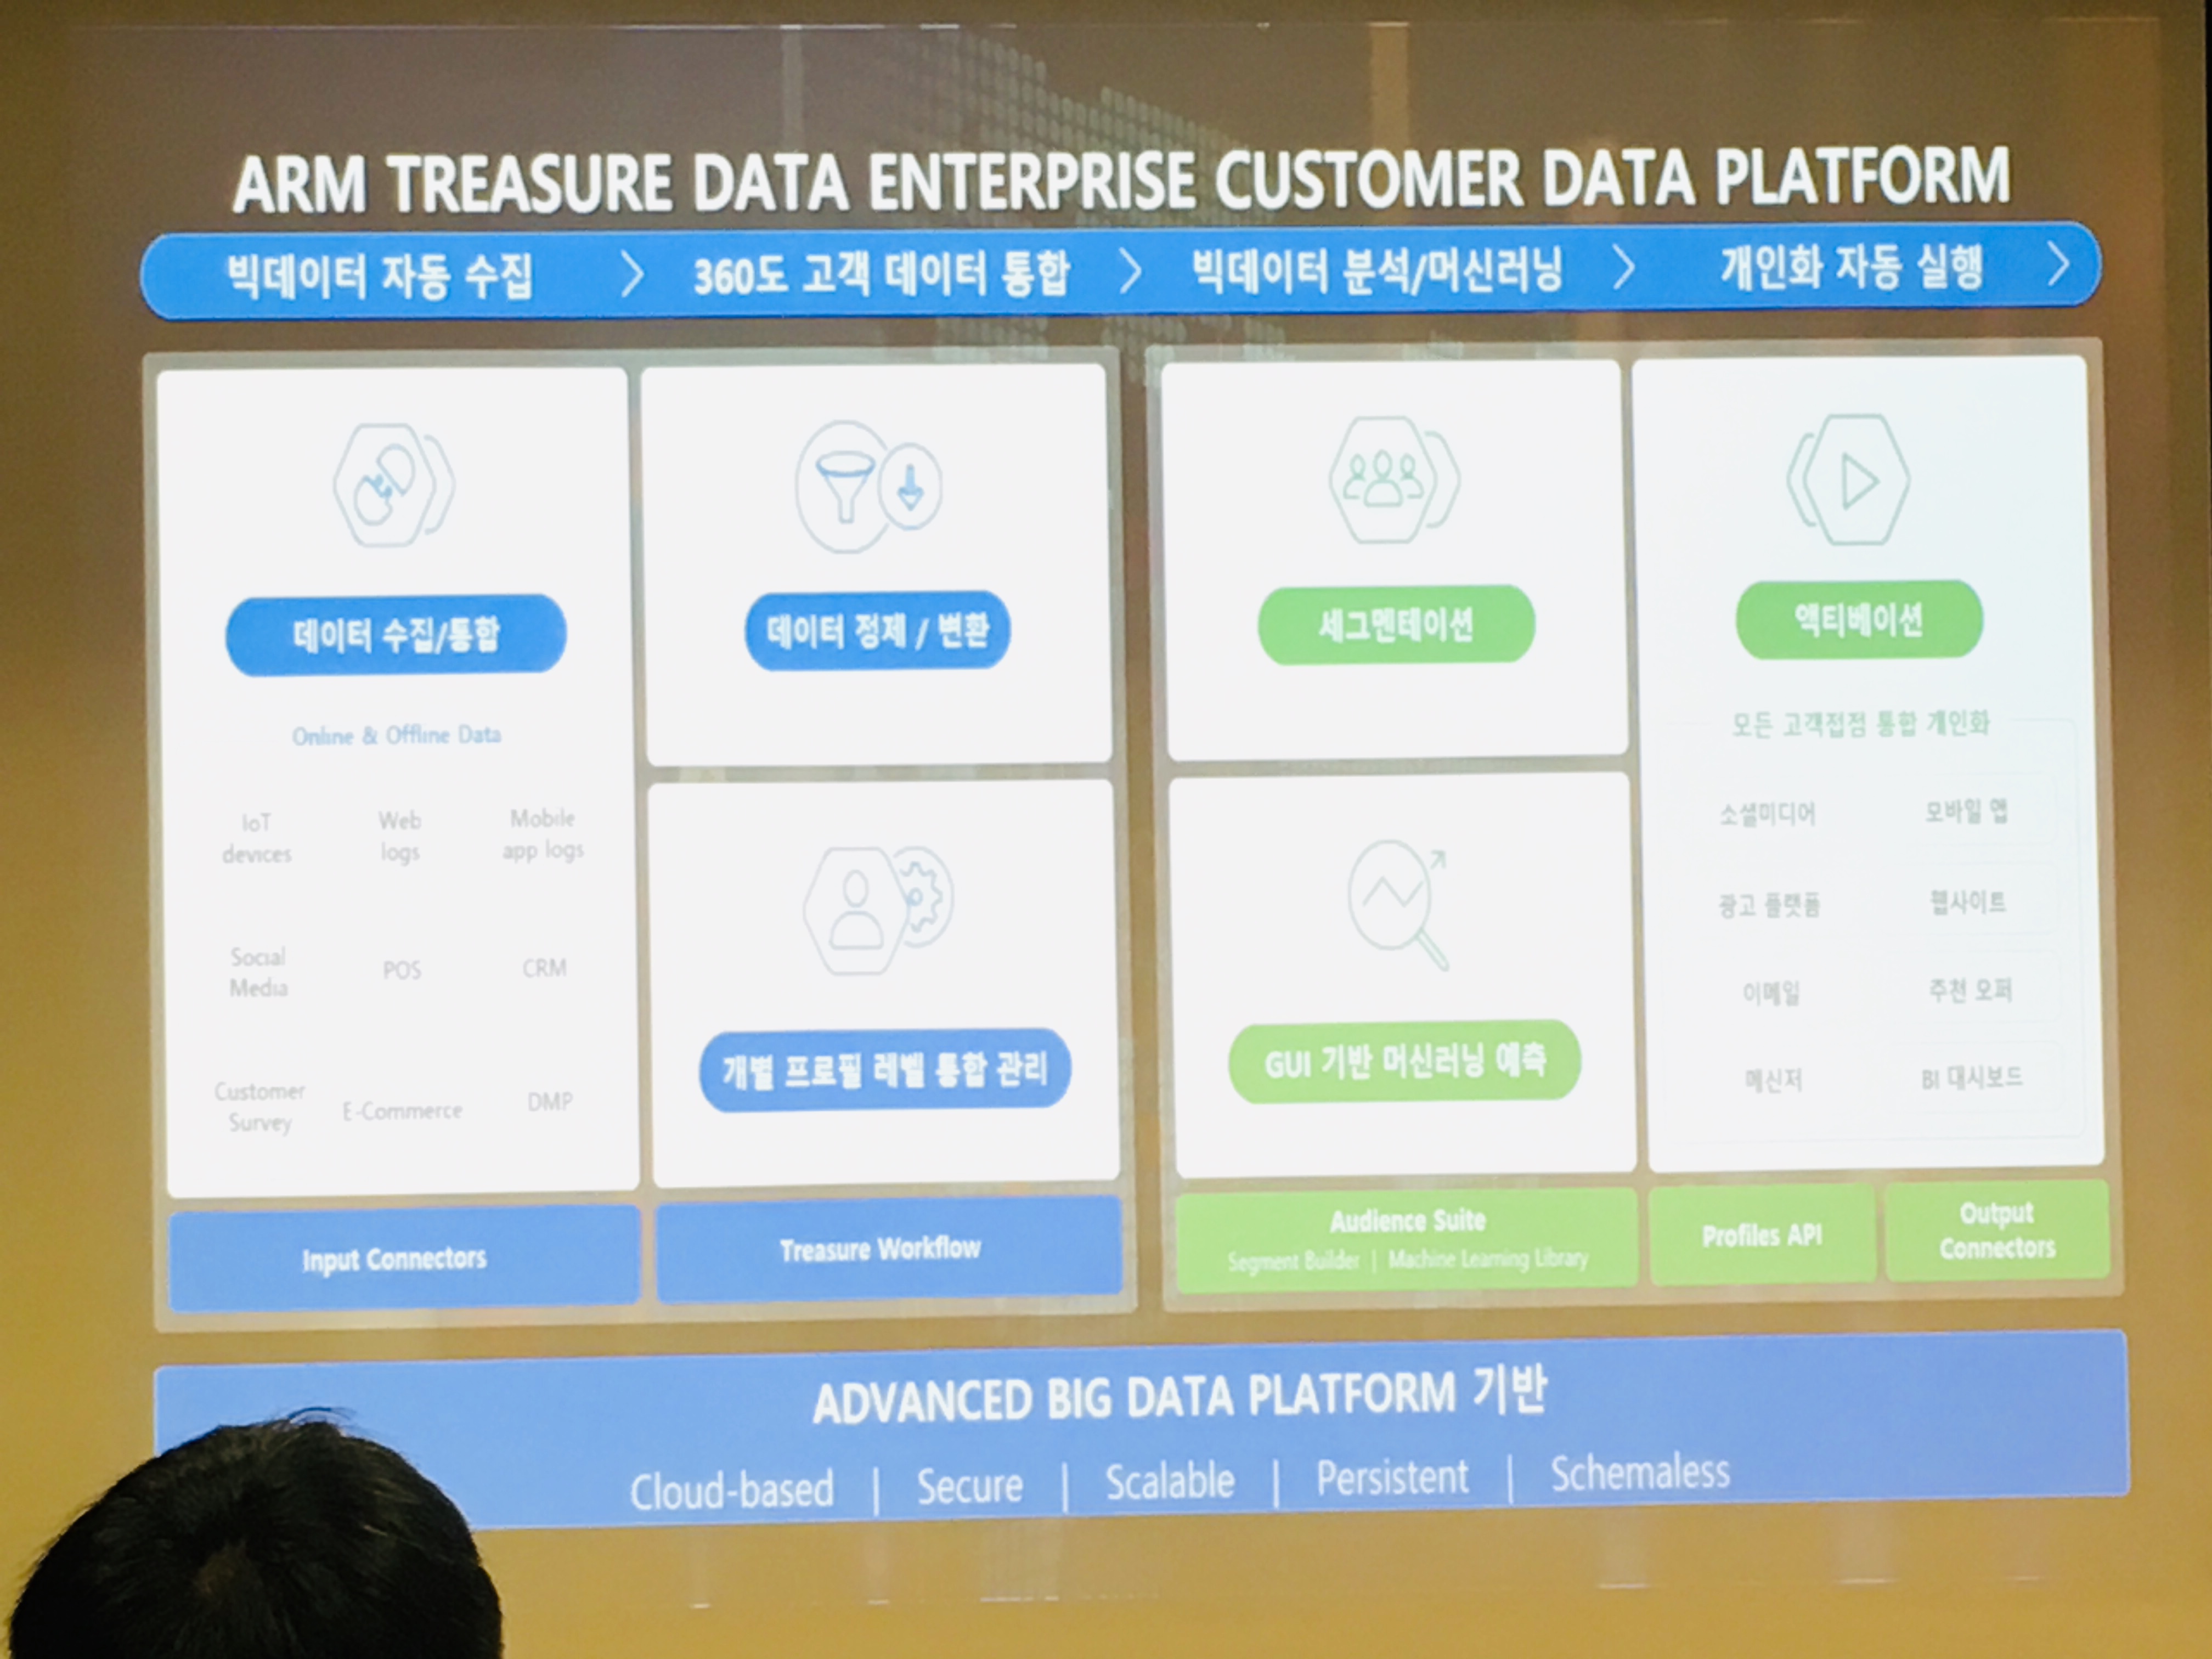 ARM TREASURE DATA ENTERPRISE CUSTOMER DATA PLATFORM
빅데이터 자동 수집 > 360도 고객 데이터 통합 > 빅데이터 분석/머신러닝 > 개인화 자동 실행 >
데이터 수집/통합
Online & Offline Data
IoT devices
Web logs
Mobile app logs
Social Media
POS
CRM
Customer Survey
E-Commerce
DMP
Input Connectors
데이터 정제 / 변환
개별 프로필 레벨 통합 관리
Treasure Workflow
세그멘테이션
GUI 기반 머신러닝 예측
Audience Suite
Segment Builder | Machine Learning Library
액티베이션
모든 고객접점 통합 개인화
소셜미디어
모바일 앱
광고 플랫폼
웹사이트
이메일
추천 오퍼
메신저
BI 대시보드
Profiles API
Output Connectors
ADVANCED BIG DATA PLATFORM 기반
Cloud-based | Secure | Scalable | Persistent | Schemaless